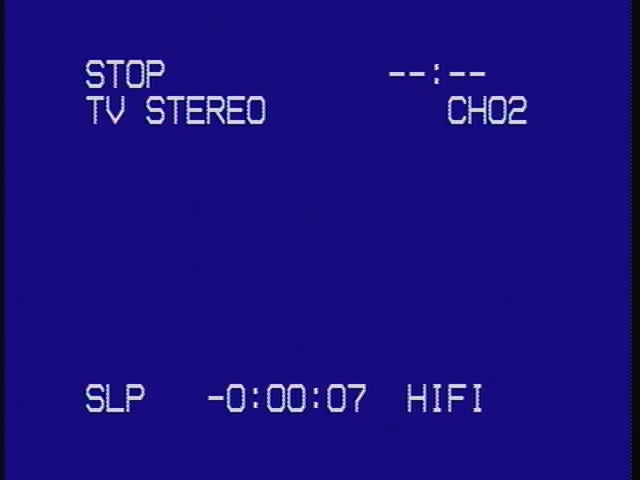 STOP --:--
TV STEREO CH02
SLP -0:00:07 HIFI